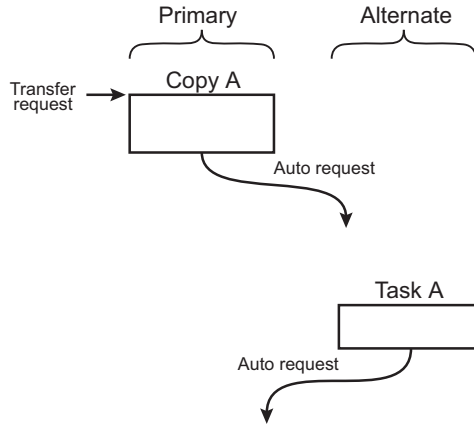 Primary
Alternate
Copy A
Transfer
request
Auto request
Task A
Auto request